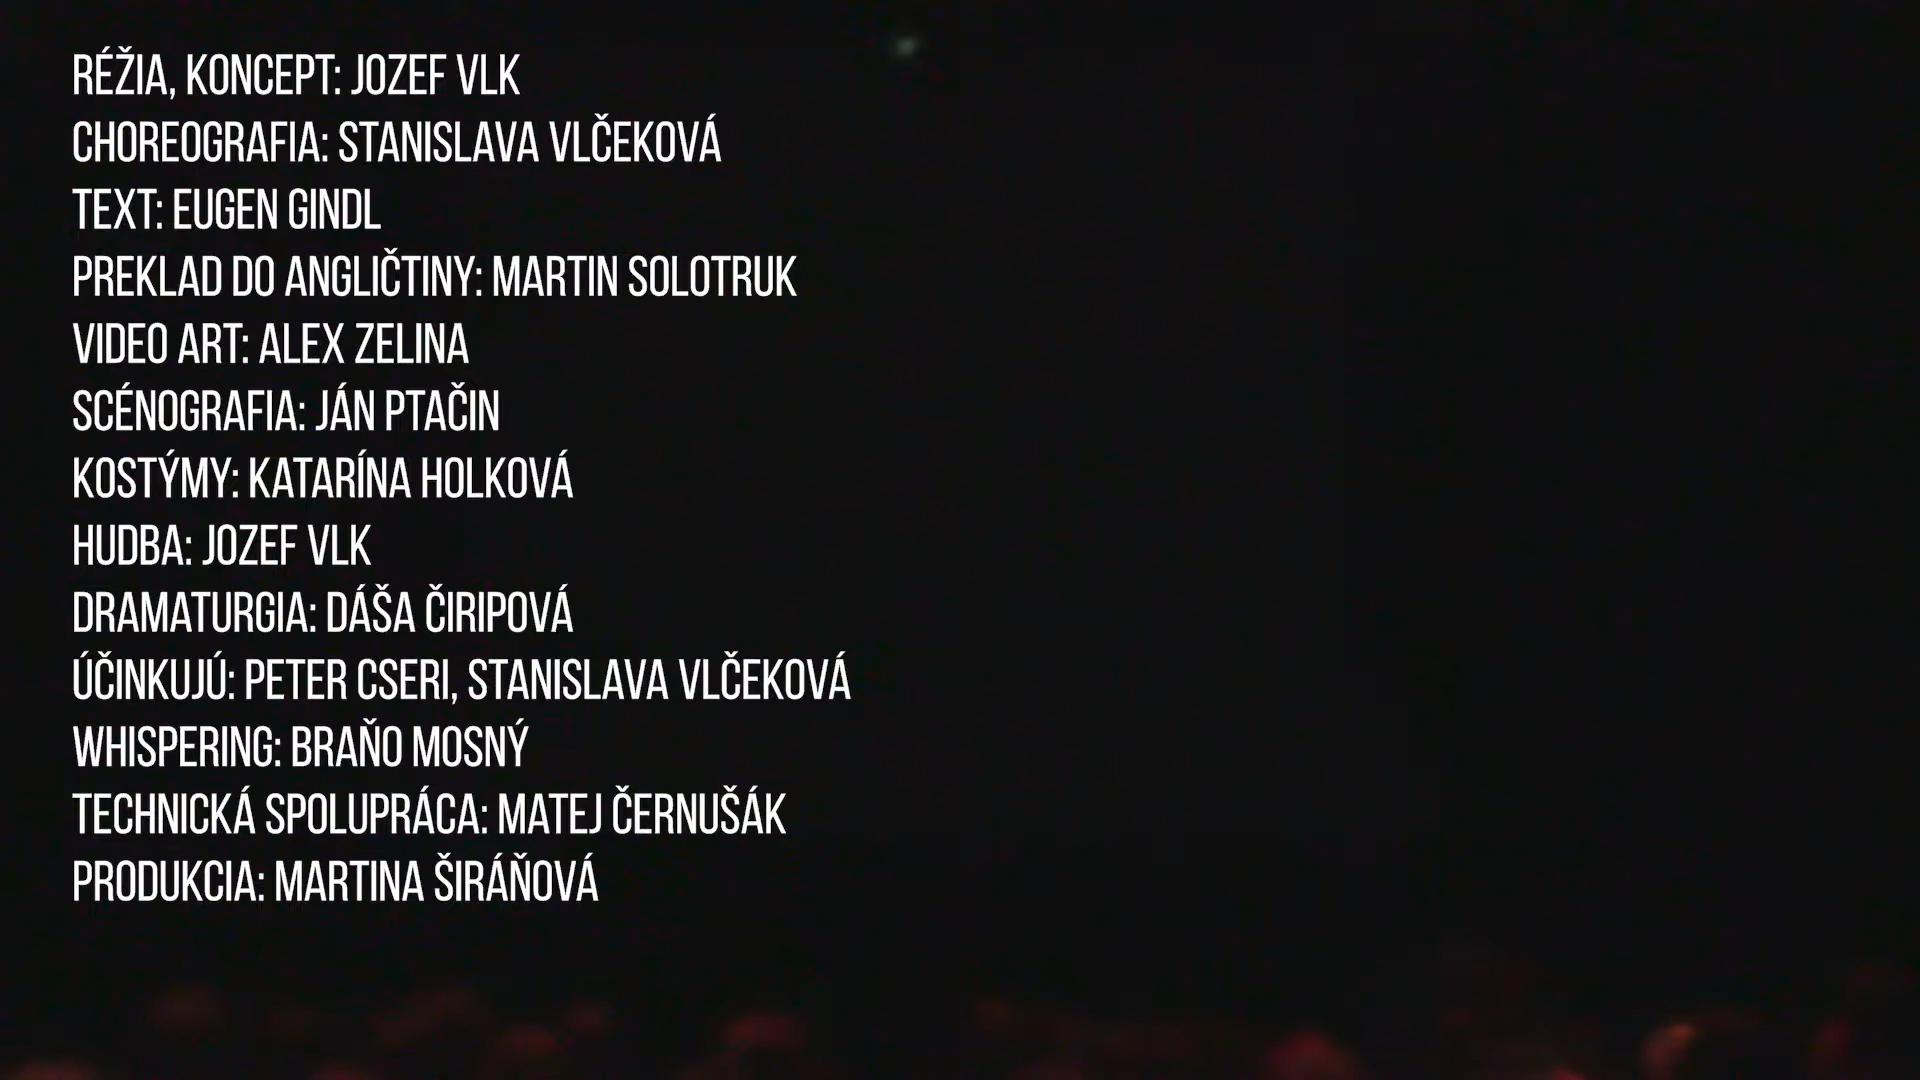 RÉŽIA, KONCEPT: JOZEF VLK
CHOREOGRAFIA: STANISLAVA VLČEKOVÁ
TEXT: EUGEN GINDL
PREKLAD DO ANGLIČTINY: MARTIN SOLOTRUK
VIDEO ART: ALEX ZELINA
SCÉNOGRAFIA: JÁN PTAČIN
KOSTÝMY: KATARÍNA HOLKOVÁ
HUDBA: JOZEF VLK
DRAMATURGIA: DÁŠA ČIRIPOVÁ
ÚČINKUJÚ: PETER CSERI, STANISLAVA VLČEKOVÁ
WHISPERING: BRAŇO MOSNÝ
TECHNICKÁ SPOLUPRÁCA: MATEJ ČERNUŠÁK
PRODUKCIA: MARTINA ŠIRÁŇOVÁ